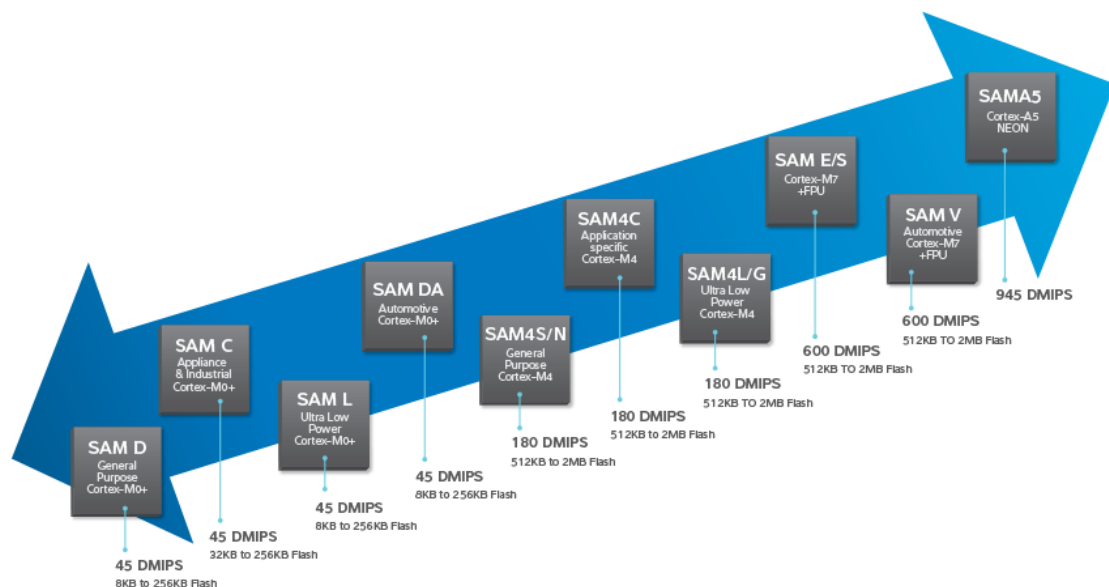 SAM D
General
Purpose
Cortex-M0+
45 DMIPS
8KB to 256KB Flash
SAM C
Appliance
& Industrial
Cortex-M0+
45 DMIPS
32KB to 256KB Flash
SAM L
Ultra Low
Power
Cortex-M0+
45 DMIPS
8KB to 256KB Flash
SAM DA
Automotive
Cortex-M0+
45 DMIPS
8KB to 256KB Flash
SAM4S/N
General
Purpose
Cortex-M4
180 DMIPS
512KB to 2MB Flash
SAM4C
Application
specific
Cortex-M4
180 DMIPS
512KB to 2MB Flash
SAM4L/G
Ultra Low
Power
Cortex-M4
180 DMIPS
512KB TO 2MB Flash
SAM E/S
Cortex-M7
+FPU
600 DMIPS
512KB TO 2MB Flash
SAM V
Automotive
Cortex-M7
+FPU
600 DMIPS
512KB TO 2MB Flash
SAMA5
Cortex-A5
NEON
945 DMIPS